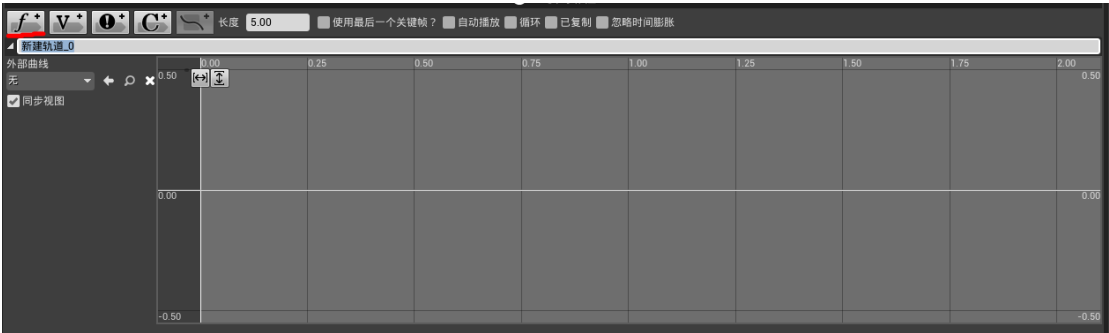 f+ V+ !+ C+ 长度 5.00 使用最后一个关键帧？ 自动播放 循环 已复制 忽略时间膨胀
新建轨道_0
外部曲线
无
同步视图
0.00 0.25 0.50 0.75 1.00 1.25 1.50 1.75 2.00
0.50 0.50
0.00 0.00
-0.50 -0.50